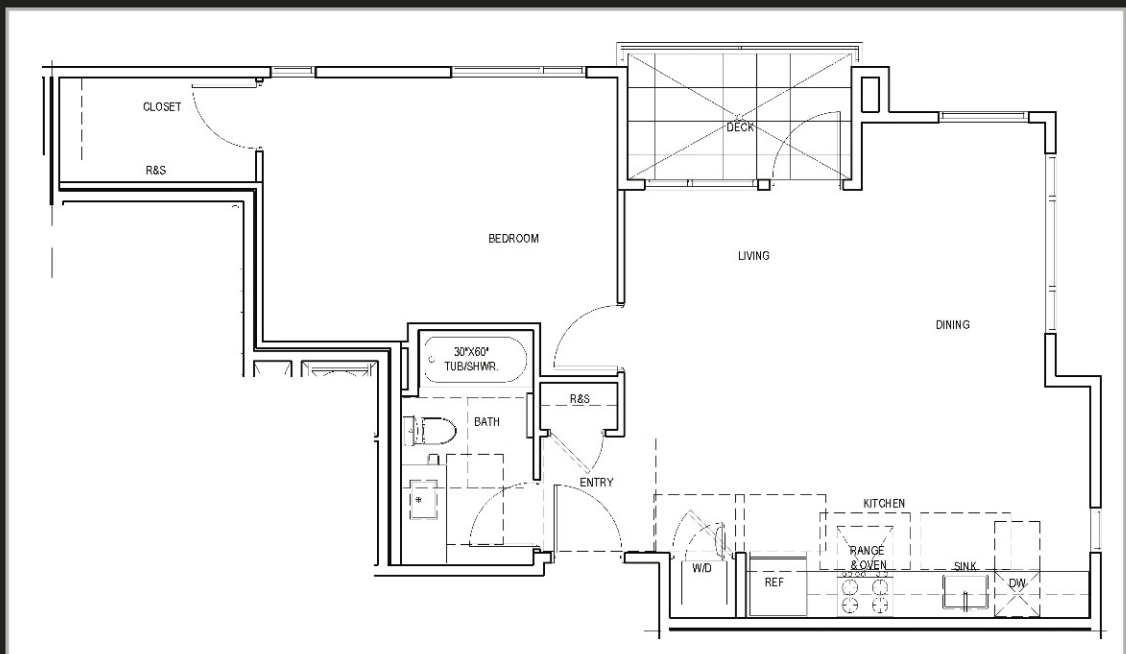 CLOSET
R&S
DECK
BEDROOM
LIVING
DINING
30"X60"
TUB/SHWR.
R&S
BATH
ENTRY
KITCHEN
RANGE
& OVEN
W/D
REF
SINK
DW